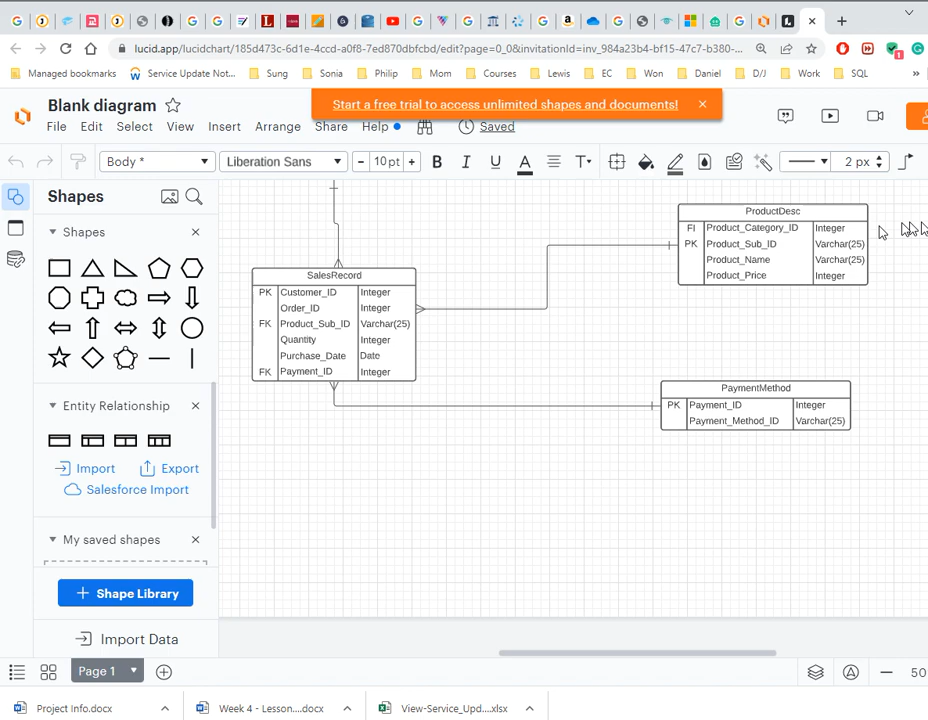 lucid.app/lucidchart/185d473c-6d1e-4ccd-a0f8-7ed870dbfcbd/edit?page=0_0&invitationId=inv_984a23b4-bf15-47c7-b380-...
Managed bookmarks
Service Update Not...
Sung
Sonia
Philip
Mom
Courses
Lewis
EC
Won
Daniel
D/J
Work
SQL
»
Blank diagram
Start a free trial to access unlimited shapes and documents!
File
Edit
Select
View
Insert
Arrange
Share
Help
Saved
Body *
Liberation Sans
− 10 pt +
B
I
U
A
T
2 px
Shapes
Shapes
Entity Relationship
Import
Export
Salesforce Import
My saved shapes
+ Shape Library
Import Data
ProductDesc
FI Product_Category_ID Integer
PK Product_Sub_ID Varchar(25)
Product_Name Varchar(25)
Product_Price Integer
SalesRecord
PK Customer_ID Integer
Order_ID Integer
FK Product_Sub_ID Varchar(25)
Quantity Integer
Purchase_Date Date
FK Payment_ID Integer
PaymentMethod
PK Payment_ID Integer
Payment_Method_ID Varchar(25)
Page 1
50
Project Info.docx
Week 4 - Lesson....docx
View-Service_Upd....xlsx